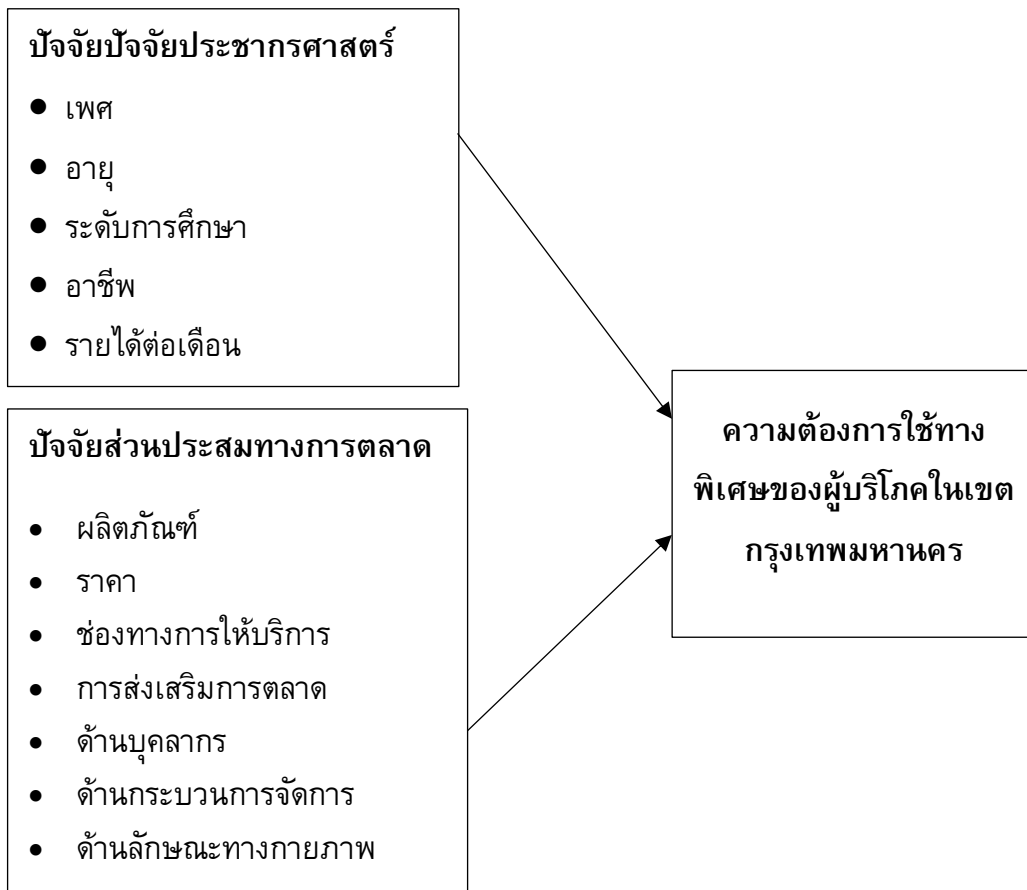 ปัจจัยปัจจัยประชากรศาสตร์
● เพศ
● อายุ
● ระดับการศึกษา
● อาชีพ
● รายได้ต่อเดือน
ปัจจัยส่วนประสมทางการตลาด
● ผลิตภัณฑ์
● ราคา
● ช่องทางการให้บริการ
● การส่งเสริมการตลาด
● ด้านบุคลากร
● ด้านกระบวนการจัดการ
● ด้านลักษณะทางกายภาพ
ความต้องการใช้ทาง
พิเศษของผู้บริโภคในเขต
กรุงเทพมหานคร